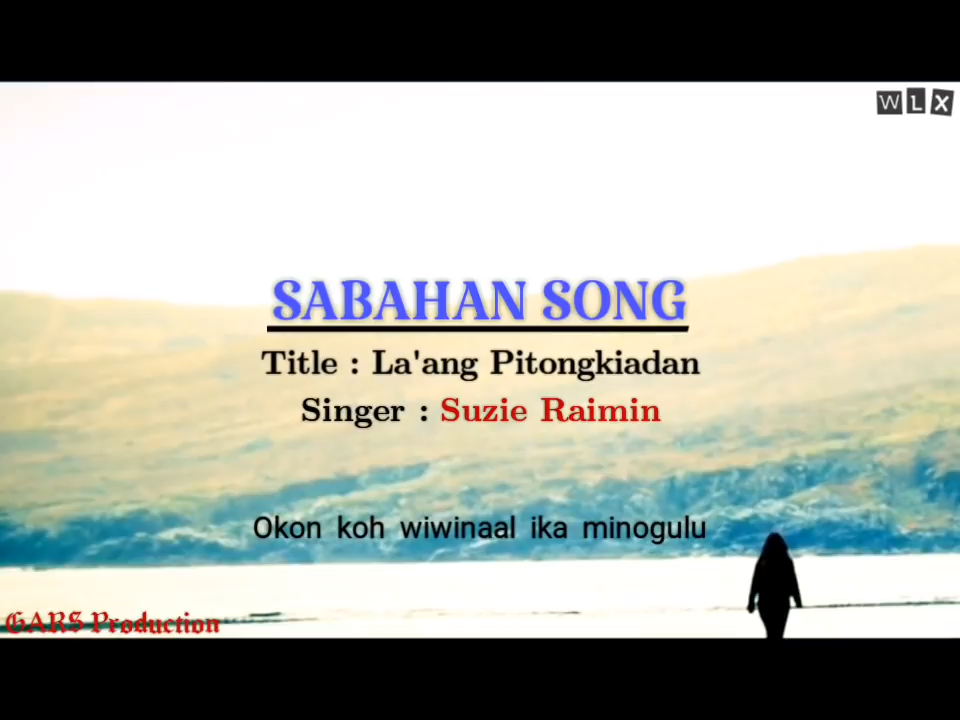 WLX
SABAHAN SONG
Title : La'ang Pitongkiadan
Singer : Suzie Raimin
Okon koh wiwinaal ika minogulu
GARS Production